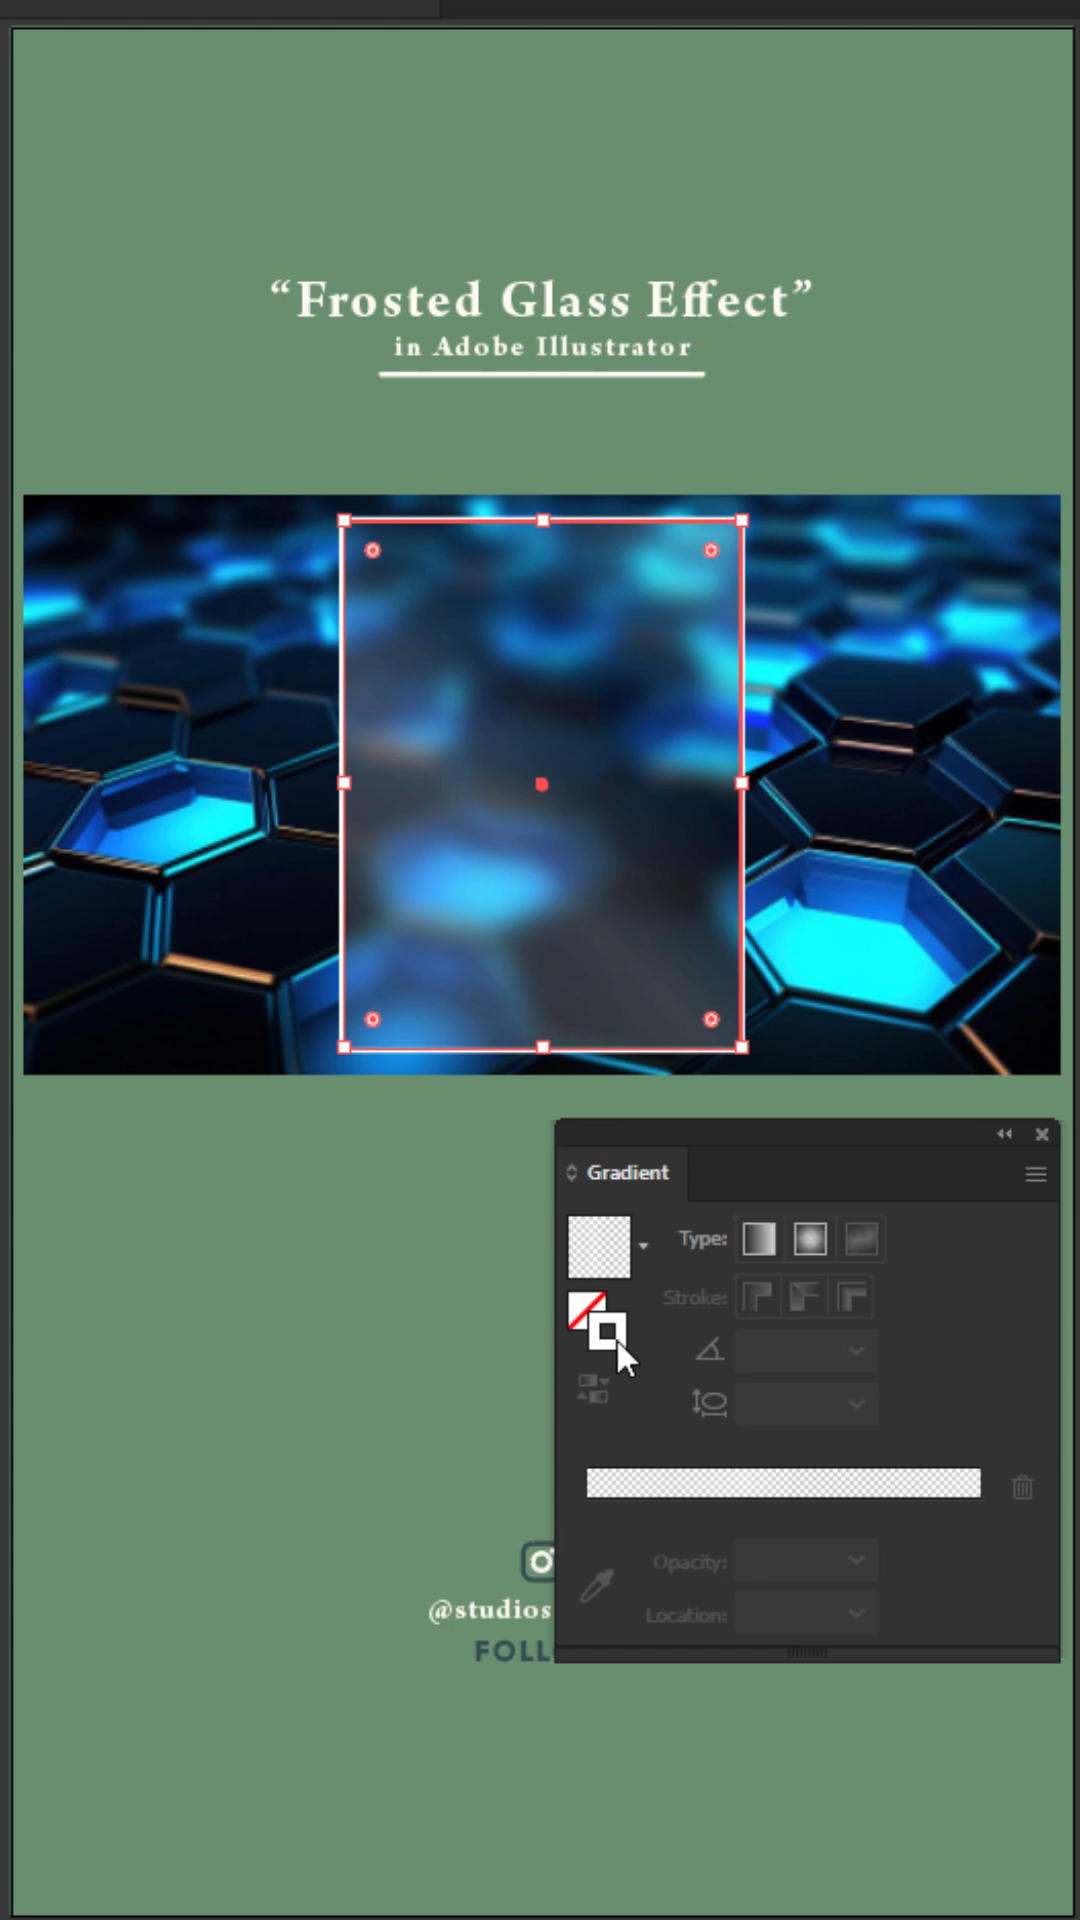 “Frosted Glass Effect”
in Adobe Illustrator
Gradient
Type:
Stroke:
Opacity:
Location:
@studios
FOLL